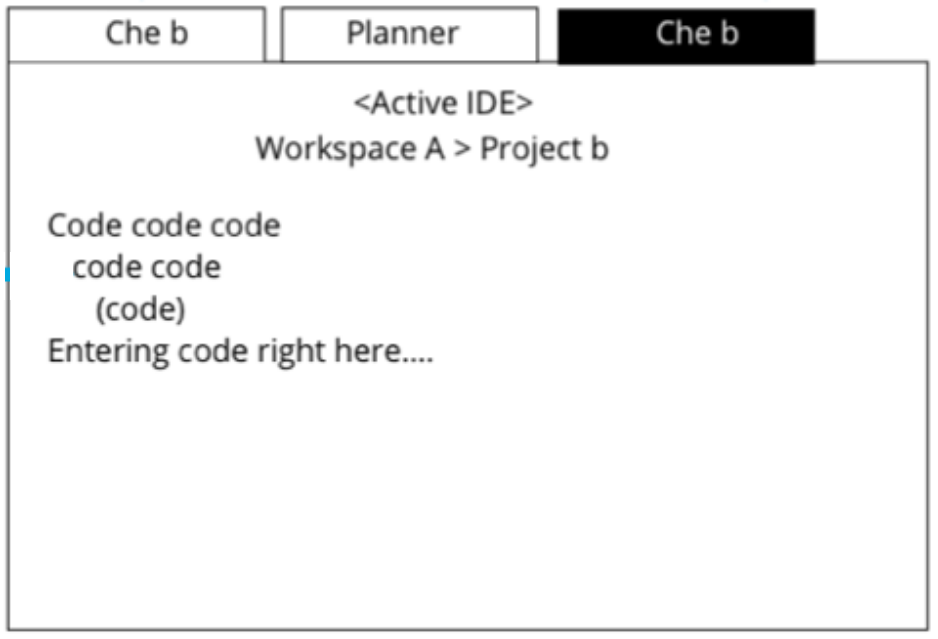 Che b Planner Che b
<Active IDE>
Workspace A > Project b
Code code code
code code
(code)
Entering code right here....